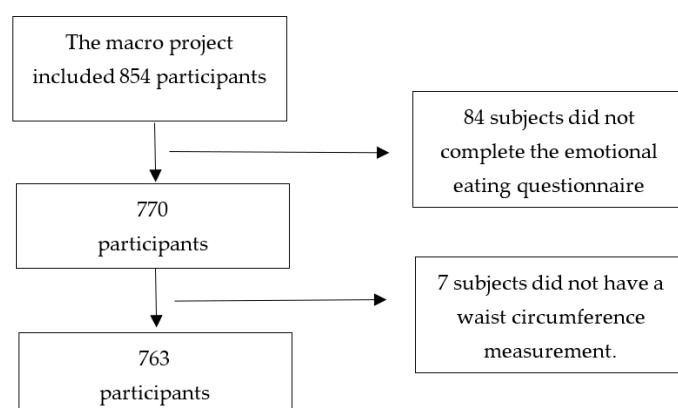 The macro project
included 854 participants
84 subjects did not
complete the emotional
eating questionnaire
770
participants
7 subjects did not have a
waist circumference
measurement.
763
participants